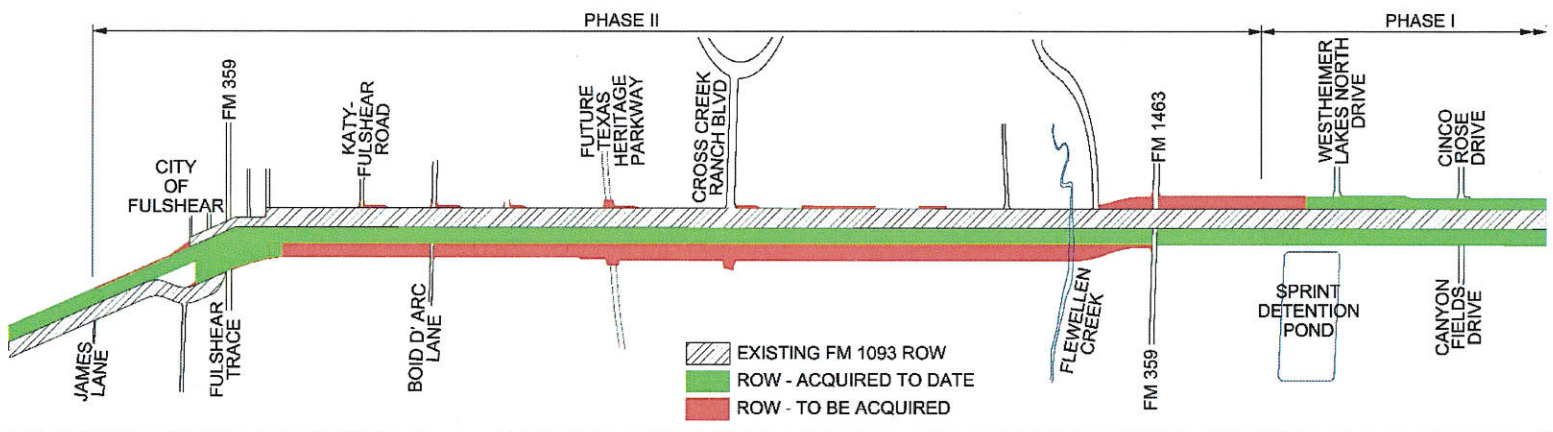 PHASE II
PHASE I
CITY
OF
FULSHEAR
FM 359
KATY-
FULSHEAR
ROAD
FUTURE
TEXAS
HERITAGE
PARKWAY
CROSS CREEK
RANCH BLVD
FM 1463
WESTHEIMER
LAKES NORTH
DRIVE
CINCO
ROSE
DRIVE
JAMES
LANE
FULSHEAR
TRACE
BOID D' ARC
LANE
FLEWELLEN
CREEK
FM 359
SPRINT
DETENTION
POND
CANYON
FIELDS
DRIVE
EXISTING FM 1093 ROW
ROW - ACQUIRED TO DATE
ROW - TO BE ACQUIRED